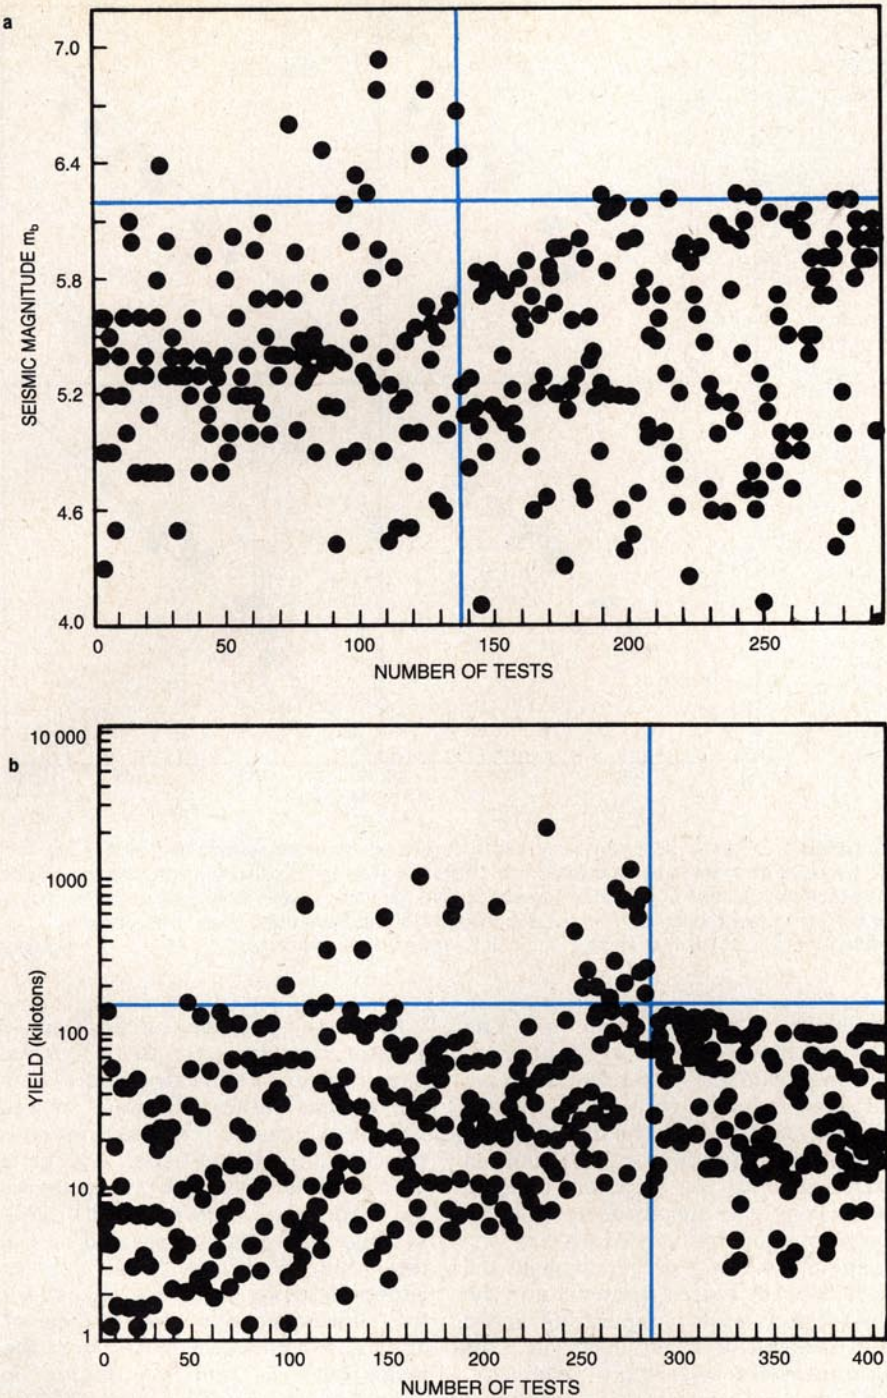 a
7.0
6.4
5.8
5.2
4.6
4.0
SEISMIC MAGNITUDE m_b
0 50 100 150 200 250
NUMBER OF TESTS
b
10 000
1000
100
10
1
YIELD (kilotons)
0 50 100 150 200 250 300 350 400
NUMBER OF TESTS